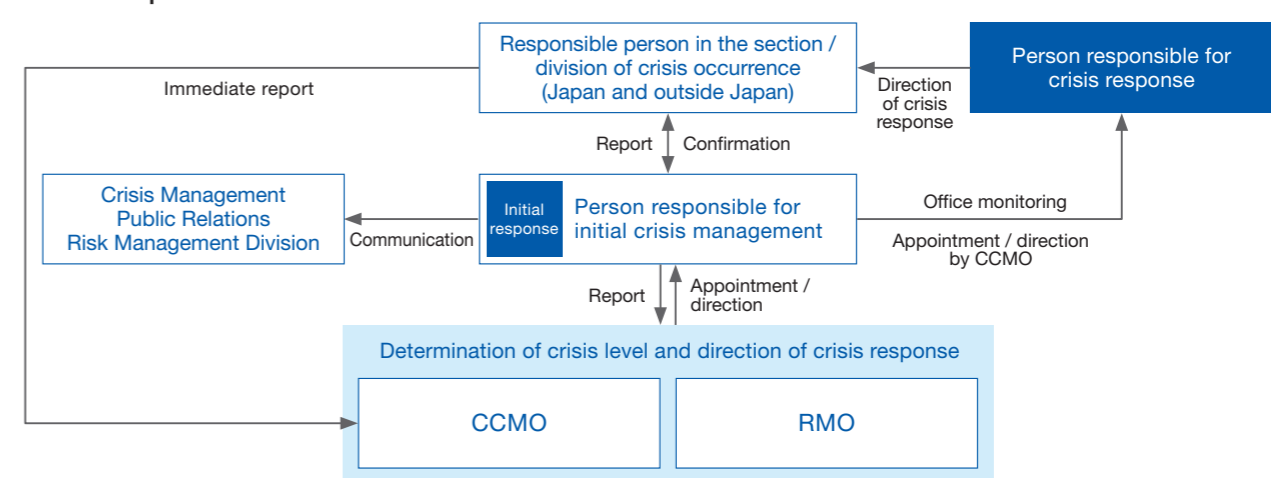 Responsible person in the section /
division of crisis occurrence
(Japan and outside Japan)
Person responsible for
crisis response
Immediate report
Direction
of crisis
response
Report
Confirmation
Crisis Management
Public Relations
Risk Management Division
Communication
Initial
response
Person responsible for
initial crisis management
Office monitoring
Appointment / direction
by CCMO
Report
Appointment /
direction
Determination of crisis level and direction of crisis response
CCMO
RMO